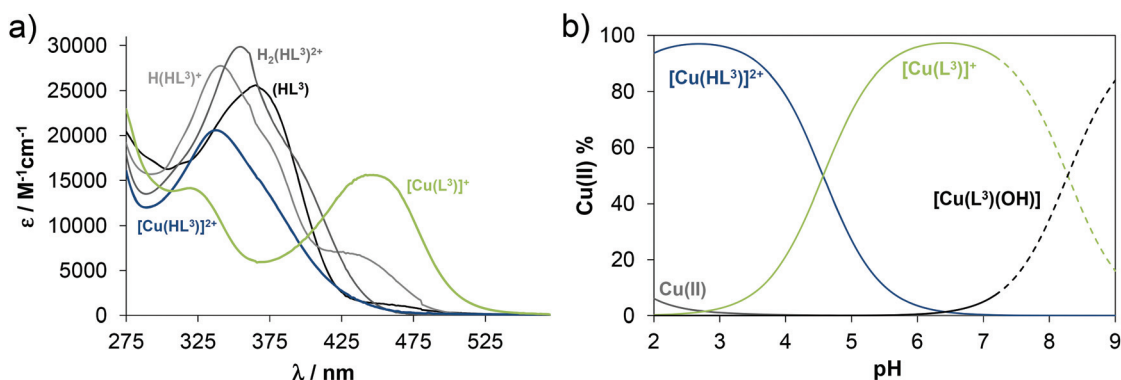 a)
ε / M⁻¹cm⁻¹
30000
25000
20000
15000
10000
5000
0
H(HL³)⁺
H₂(HL³)²⁺
(HL³)
[Cu(HL³)]²⁺
[Cu(L³)]⁺
275 325 375 425 475 525
λ / nm
b)
Cu(II) %
100
80
60
40
20
0
[Cu(HL³)]²⁺
[Cu(L³)]⁺
[Cu(L³)(OH)]
Cu(II)
2 3 4 5 6 7 8 9
pH